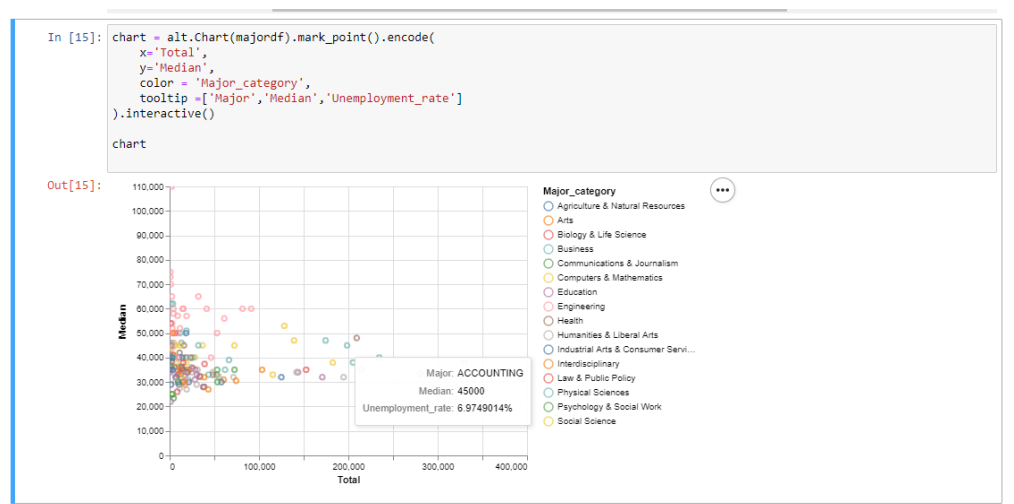 In [15]: chart = alt.Chart(majordf).mark_point().encode(
x='Total',
y='Median',
color = 'Major_category',
tooltip =['Major','Median','Unemployment_rate']
).interactive()
chart
Out[15]:
110,000
100,000
90,000
80,000
70,000
60,000
50,000
40,000
30,000
20,000
10,000
0
Median
0 100,000 200,000 300,000 400,000
Total
Major: ACCOUNTING
Median: 45000
Unemployment_rate: 6.9749014%
Major_category
Agriculture & Natural Resources
Arts
Biology & Life Science
Business
Communications & Journalism
Computers & Mathematics
Education
Engineering
Health
Humanities & Liberal Arts
Industrial Arts & Consumer Servi...
Interdisciplinary
Law & Public Policy
Physical Sciences
Psychology & Social Work
Social Science